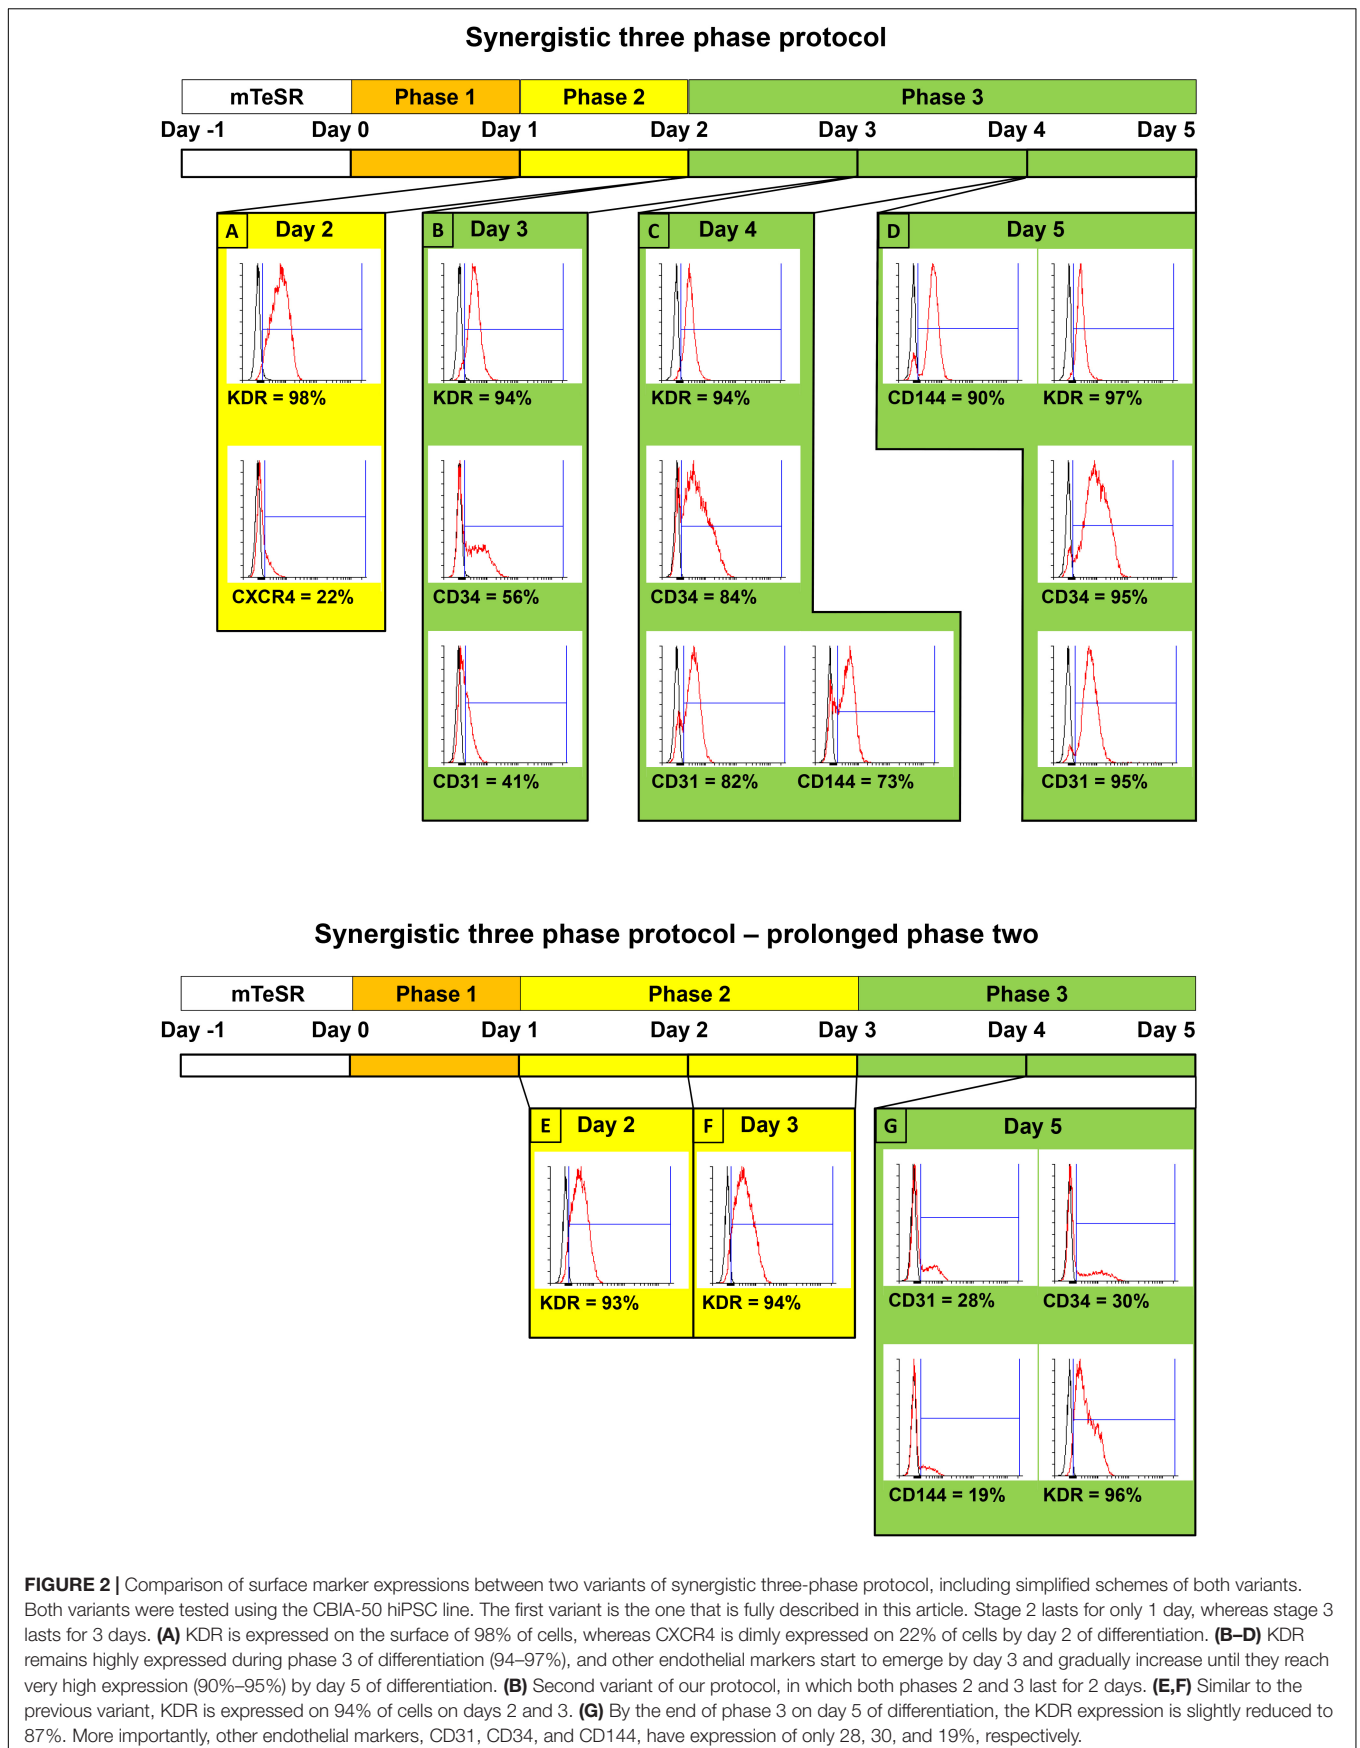 Synergistic three phase protocol
mTeSR Phase 1 Phase 2 Phase 3
Day -1 Day 0 Day 1 Day 2 Day 3 Day 4 Day 5
A Day 2
KDR = 98%
CXCR4 = 22%
B Day 3
KDR = 94%
CD34 = 56%
CD31 = 41%
C Day 4
KDR = 94%
CD34 = 84%
CD31 = 82% CD144 = 73%
D Day 5
CD144 = 90% KDR = 97%
CD34 = 95%
CD31 = 95%
Synergistic three phase protocol – prolonged phase two
mTeSR Phase 1 Phase 2 Phase 3
Day -1 Day 0 Day 1 Day 2 Day 3 Day 4 Day 5
E Day 2
KDR = 93%
F Day 3
KDR = 94%
G Day 5
CD31 = 28% CD34 = 30%
CD144 = 19% KDR = 96%
FIGURE 2 | Comparison of surface marker expressions between two variants of synergistic three-phase protocol, including simplified schemes of both variants.
Both variants were tested using the CBIA-50 hiPSC line. The first variant is the one that is fully described in this article. Stage 2 lasts for only 1 day, whereas stage 3
lasts for 3 days. (A) KDR is expressed on the surface of 98% of cells, whereas CXCR4 is dimly expressed on 22% of cells by day 2 of differentiation. (B–D) KDR
remains highly expressed during phase 3 of differentiation (94–97%), and other endothelial markers start to emerge by day 3 and gradually increase until they reach
very high expression (90%–95%) by day 5 of differentiation. (B) Second variant of our protocol, in which both phases 2 and 3 last for 2 days. (E,F) Similar to the
previous variant, KDR is expressed on 94% of cells on days 2 and 3. (G) By the end of phase 3 on day 5 of differentiation, the KDR expression is slightly reduced to
87%. More importantly, other endothelial markers, CD31, CD34, and CD144, have expression of only 28, 30, and 19%, respectively.